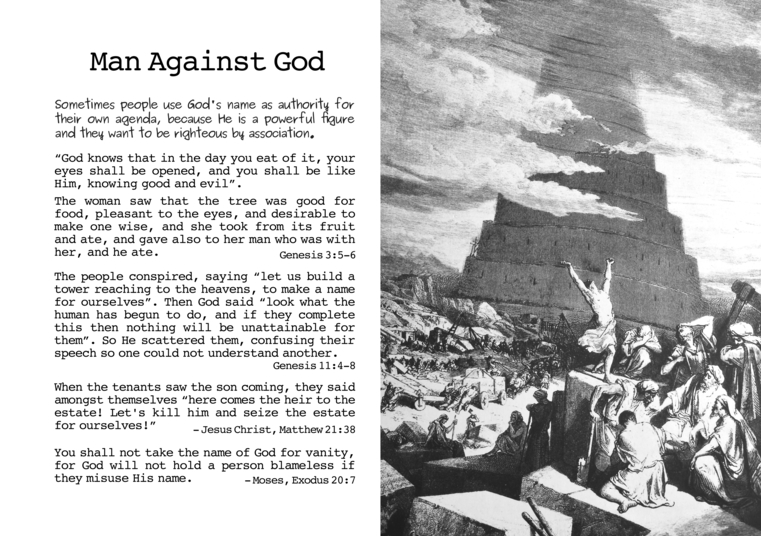 Man Against God
Sometimes people use God's name as authority for
their own agenda, because He is a powerful figure
and they want to be righteous by association.
“God knows that in the day you eat of it, your
eyes shall be opened, and you shall be like
Him, knowing good and evil”.
The woman saw that the tree was good for
food, pleasant to the eyes, and desirable to
make one wise, and she took from its fruit
and ate, and gave also to her man who was with
her, and he ate. Genesis 3:5-6
The people conspired, saying “let us build a
tower reaching to the heavens, to make a name
for ourselves”. Then God said “look what the
human has begun to do, and if they complete
this then nothing will be unattainable for
them”. So He scattered them, confusing their
speech so one could not understand another.
Genesis 11:4-8
When the tenants saw the son coming, they said
amongst themselves “here comes the heir to the
estate! Let's kill him and seize the estate
for ourselves!” - Jesus Christ, Matthew 21:38
You shall not take the name of God for vanity,
for God will not hold a person blameless if
they misuse His name. - Moses, Exodus 20:7